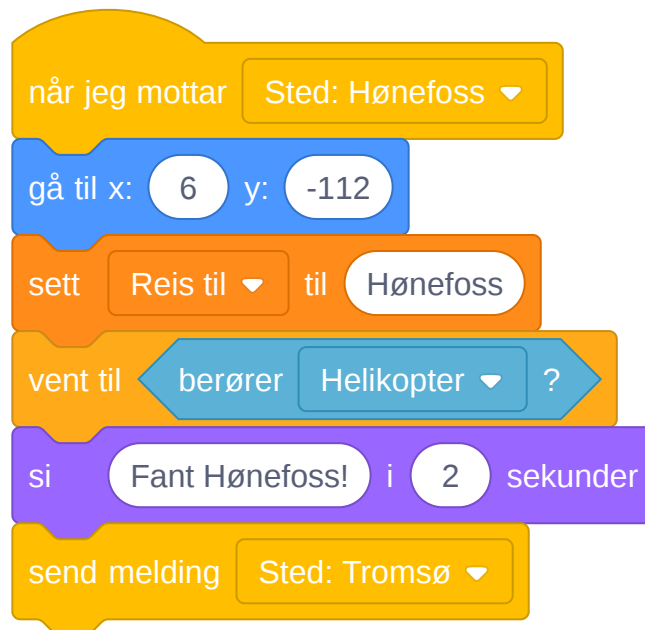 når jeg mottar Sted: Hønefoss
gå til x: 6 y: -112
sett Reis til til Hønefoss
vent til berører Helikopter ?
si Fant Hønefoss! i 2 sekunder
send melding Sted: Tromsø